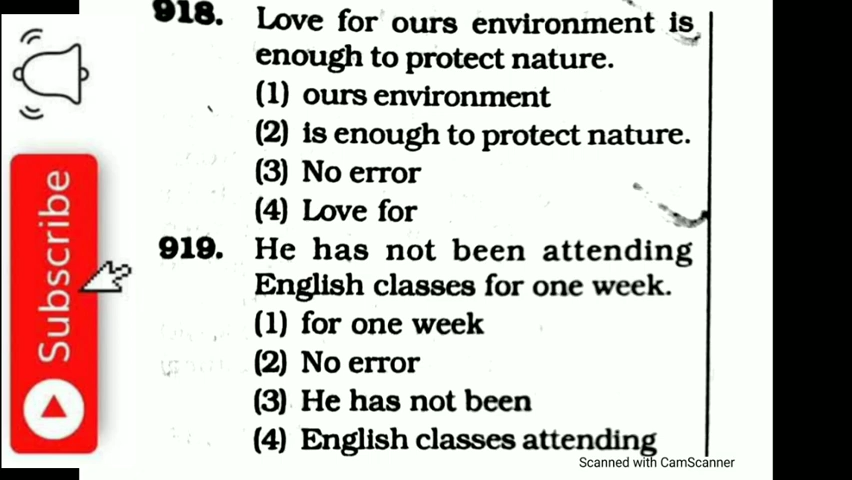 918. Love for ours environment is
enough to protect nature.
(1) ours environment
(2) is enough to protect nature.
(3) No error
(4) Love for
919. He has not been attending
English classes for one week.
(1) for one week
(2) No error
(3) He has not been
(4) English classes attending
Subscribe
Scanned with CamScanner